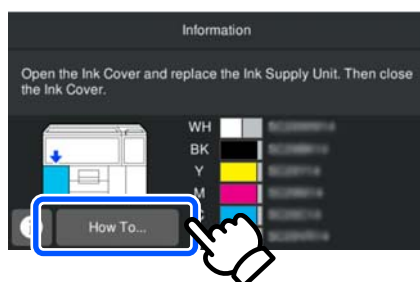 Information
Open the Ink Cover and replace the Ink Supply Unit. Then close
the Ink Cover.
WH
BK
Y
M
How To...